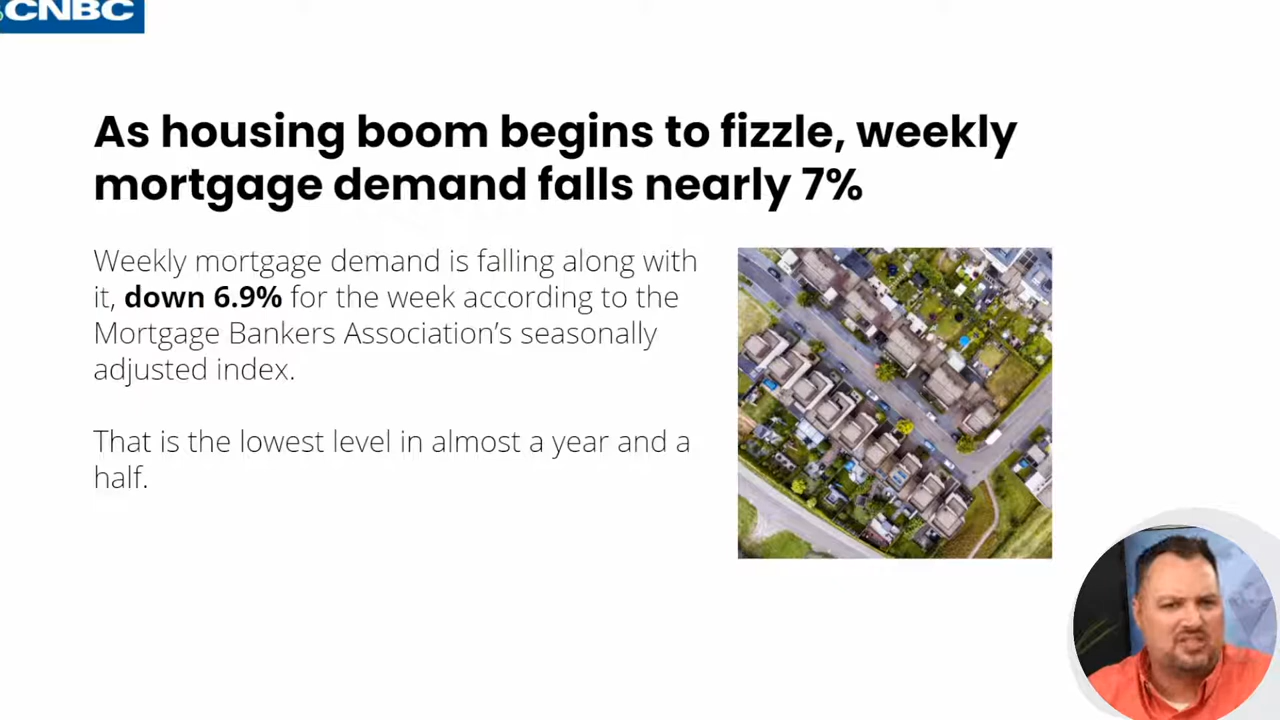 CNBC
As housing boom begins to fizzle, weekly
mortgage demand falls nearly 7%
Weekly mortgage demand is falling along with
it, down 6.9% for the week according to the
Mortgage Bankers Association’s seasonally
adjusted index.
That is the lowest level in almost a year and a
half.